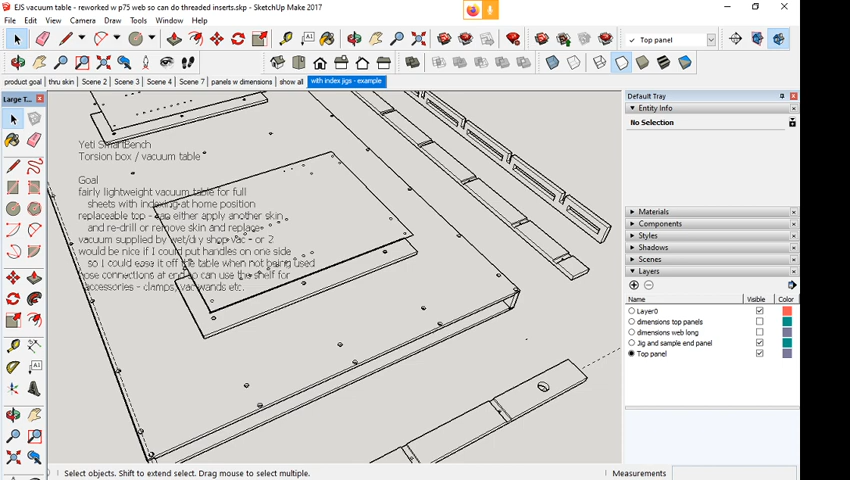 EJS vacuum table - reworked w p75 web so can do threaded inserts.skp - SketchUp Make 2017
File Edit View Camera Draw Tools Window Help
Top panel
product goal thru skin Scene 2 Scene 3 Scene 4 Scene 7 panels w dimensions show all with index jigs - example
Large T...
Default Tray
Entity Info
No Selection
Yeti SmartBench
Torsion box / vacuum table
Goal
fairly lightweight vacuum table for full
sheets with indexing at home position
replaceable top - can either apply another skin
and re-drill or remove skin and replace
vacuum supplied by wet/dry shop vac - or 2
would be nice if I could put handles on one side
so I could ease it off the table when not being used
hose connections at end so can use the shelf for
accessories - clamps, vac wands etc.
Materials
Components
Styles
Shadows
Scenes
Layers
Name Visible Color
Layer0
dimensions top panels
dimensions web long
Jig and sample end panel
Top panel
Select objects. Shift to extend select. Drag mouse to select multiple.
Measurements